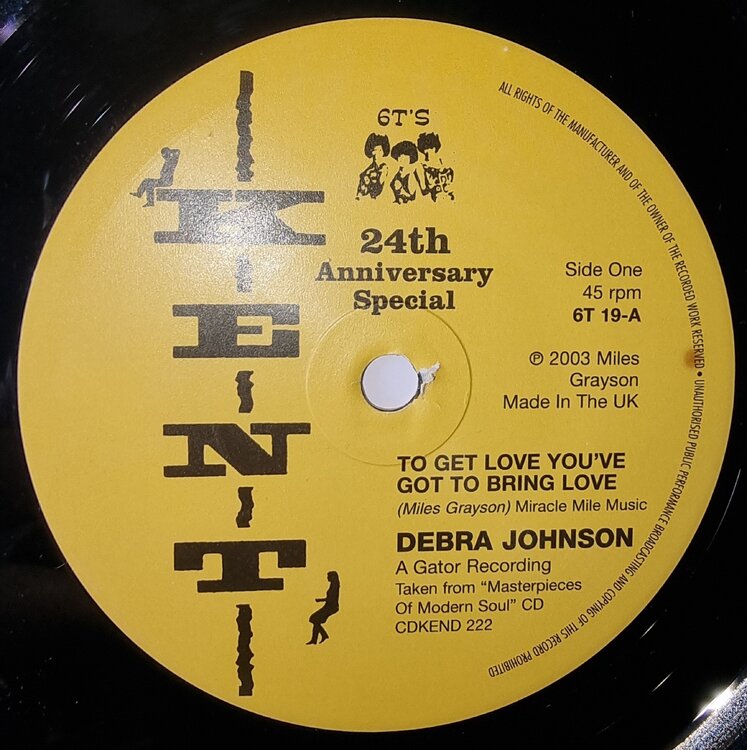 KENT
6T'S
24th
Anniversary
Special
Side One
45 rpm
6T 19-A
℗ 2003 Miles
Grayson
Made In The UK
TO GET LOVE YOU'VE
GOT TO BRING LOVE
(Miles Grayson) Miracle Mile Music
DEBRA JOHNSON
A Gator Recording
Taken from “Masterpieces
Of Modern Soul” CD
CDKEND 222
ALL RIGHTS OF THE MANUFACTURER AND OF THE OWNER OF THE RECORDED WORK RESERVED • UNAUTHORISED PUBLIC PERFORMANCE BROADCASTING AND COPYING OF THIS RECORD PROHIBITED